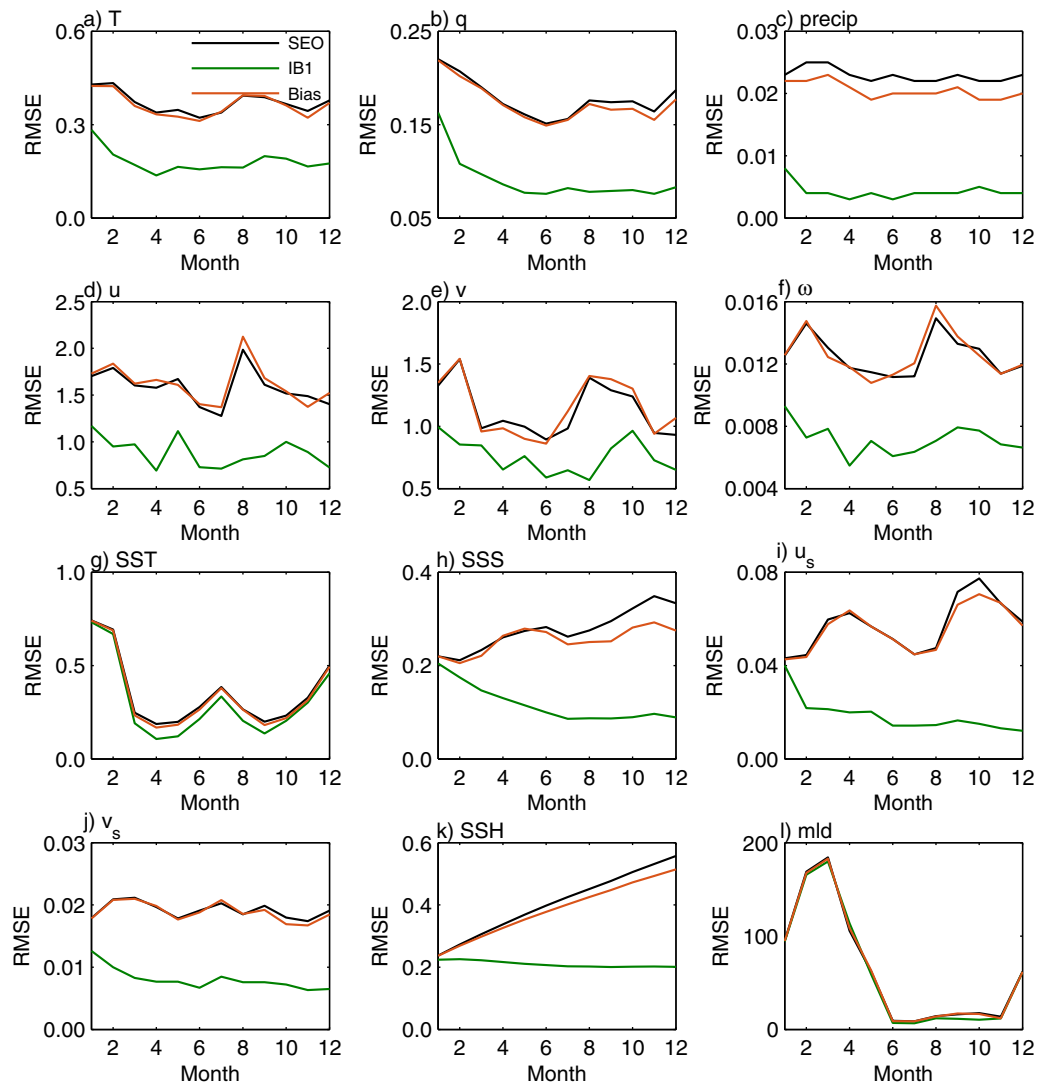 a) T
b) q
c) precip
0.6
0.3
0.0
RMSE
SEO
IB1
Bias
2 4 6 8 10 12
Month
0.25
0.15
0.05
RMSE
2 4 6 8 10 12
Month
0.03
0.02
0.01
0.00
RMSE
2 4 6 8 10 12
Month
d) u
e) v
f) ω
2.5
2.0
1.5
1.0
0.5
RMSE
2 4 6 8 10 12
Month
2.0
1.5
1.0
0.5
RMSE
2 4 6 8 10 12
Month
0.016
0.012
0.008
0.004
RMSE
2 4 6 8 10 12
Month
g) SST
h) SSS
i) u_s
1.0
0.5
0.0
RMSE
2 4 6 8 10 12
Month
0.4
0.2
0.0
RMSE
2 4 6 8 10 12
Month
0.08
0.04
0.00
RMSE
2 4 6 8 10 12
Month
j) v_s
k) SSH
l) mld
0.03
0.02
0.01
0.00
RMSE
2 4 6 8 10 12
Month
0.6
0.4
0.2
0.0
RMSE
2 4 6 8 10 12
Month
200
100
0
RMSE
2 4 6 8 10 12
Month